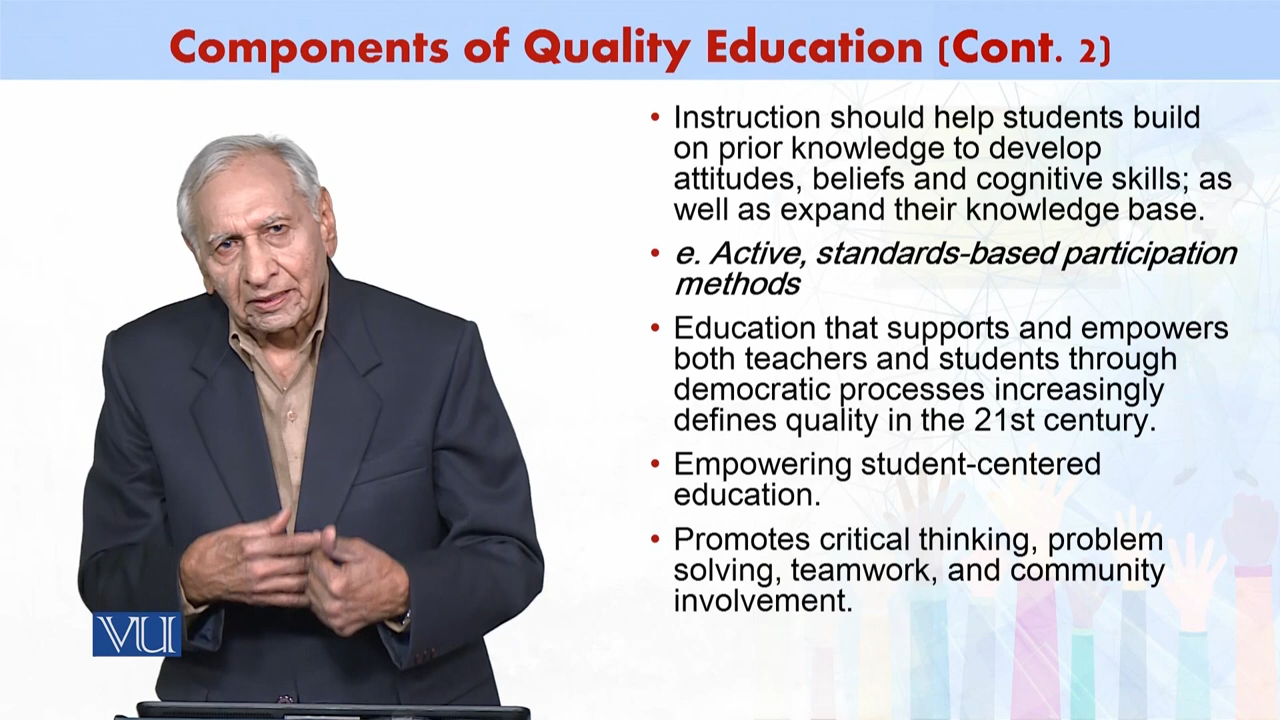 Components of Quality Education (Cont. 2)
• Instruction should help students build
on prior knowledge to develop
attitudes, beliefs and cognitive skills; as
well as expand their knowledge base.
• e. Active, standards-based participation
methods
• Education that supports and empowers
both teachers and students through
democratic processes increasingly
defines quality in the 21st century.
• Empowering student-centered
education.
• Promotes critical thinking, problem
solving, teamwork, and community
involvement.
VU